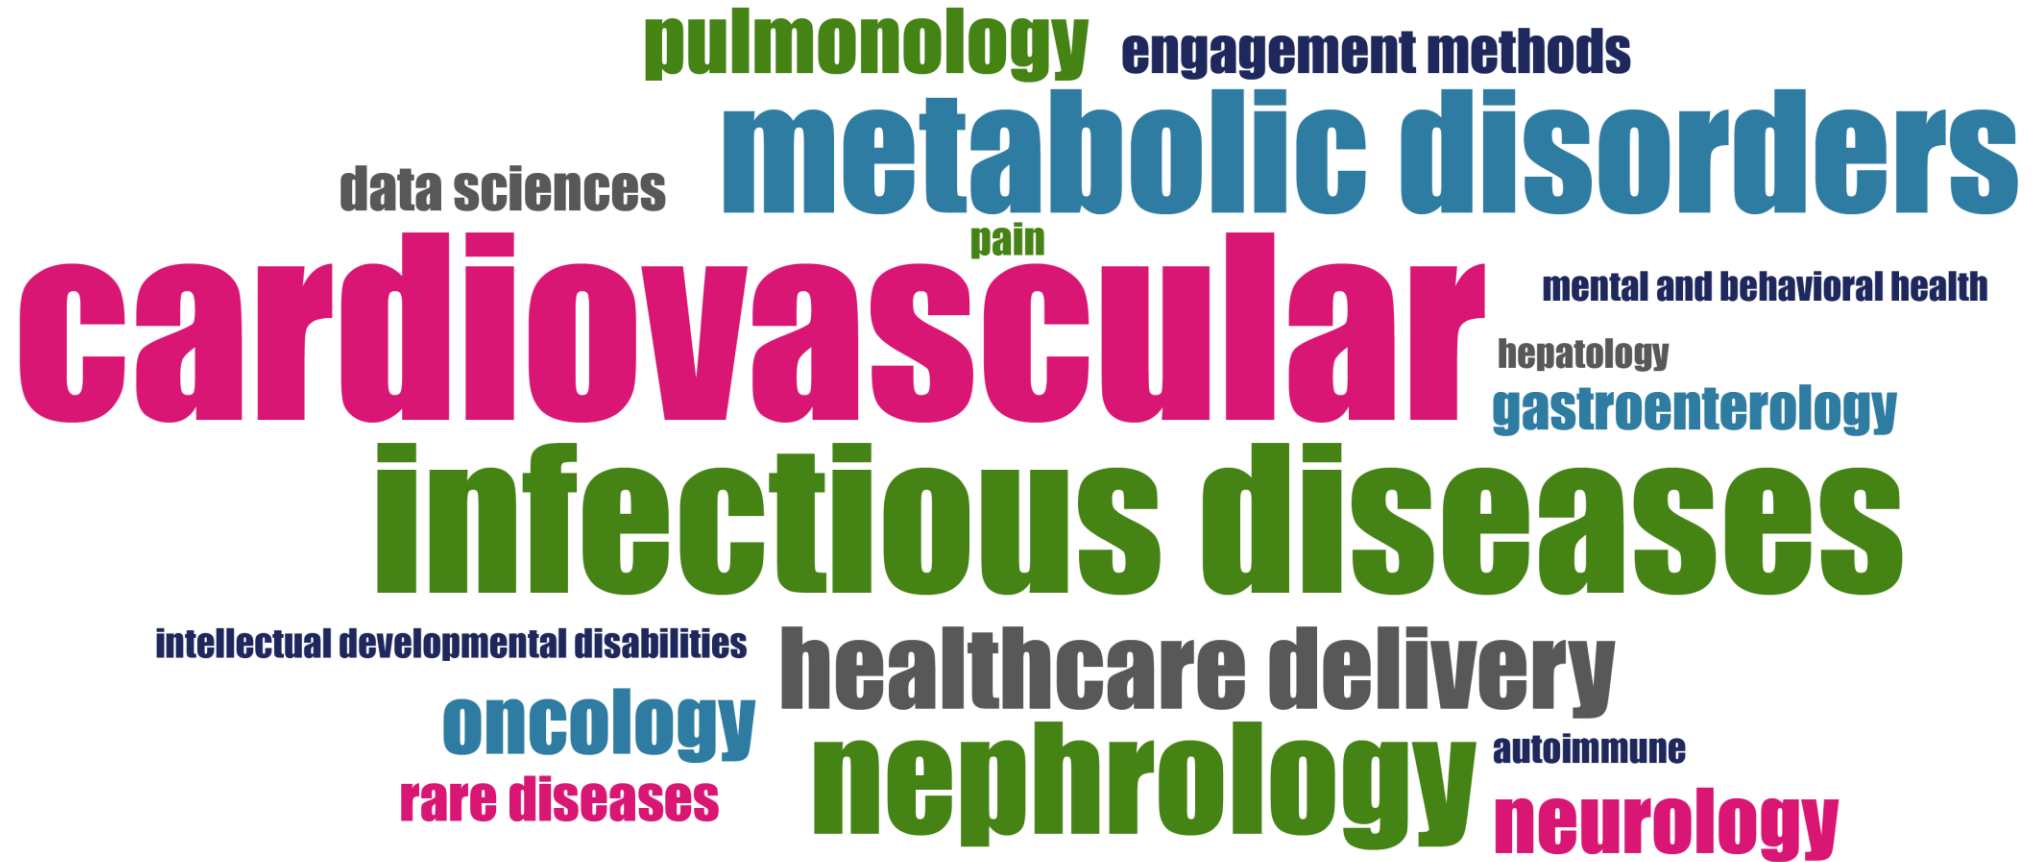 pulmonology
engagement methods
metabolic disorders
data sciences
pain
cardiovascular
mental and behavioral health
hepatology
gastroenterology
infectious diseases
intellectual developmental disabilities
healthcare delivery
oncology
nephrology
autoimmune
rare diseases
neurology